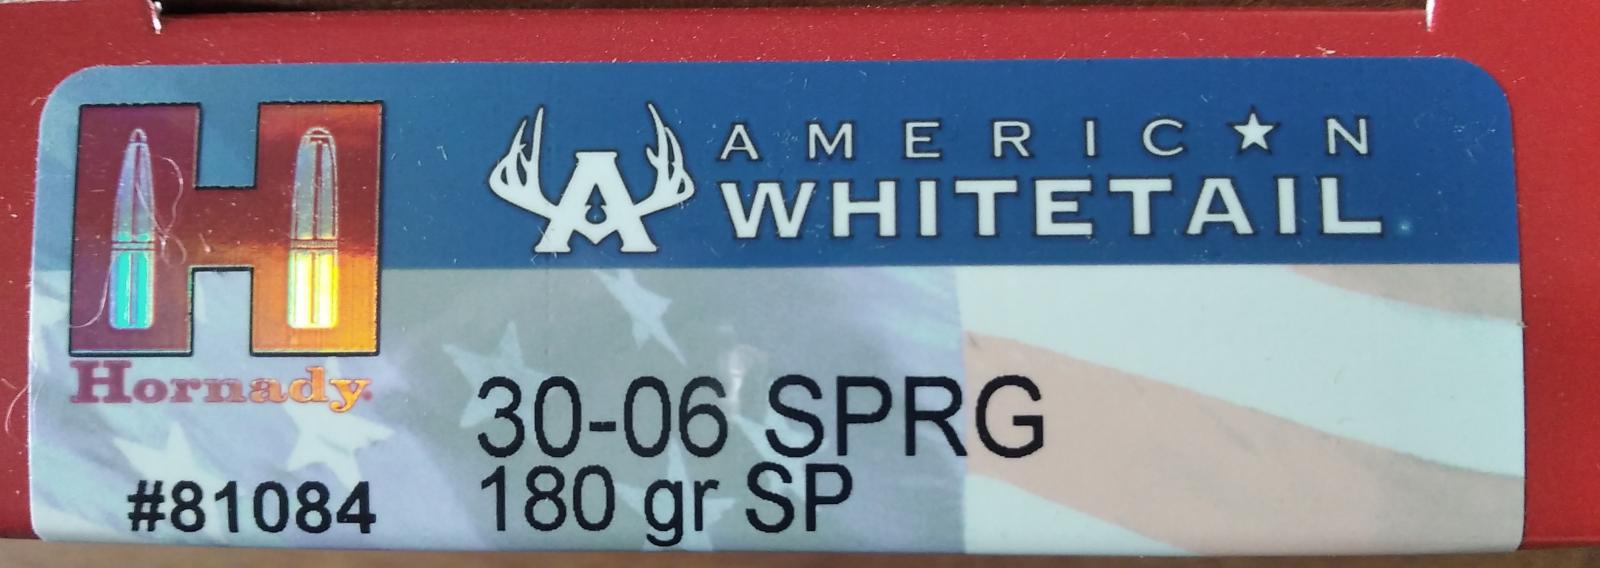 AMERIC★N
WHITETAIL
Hornady
30-06 SPRG
180 gr SP
#81084